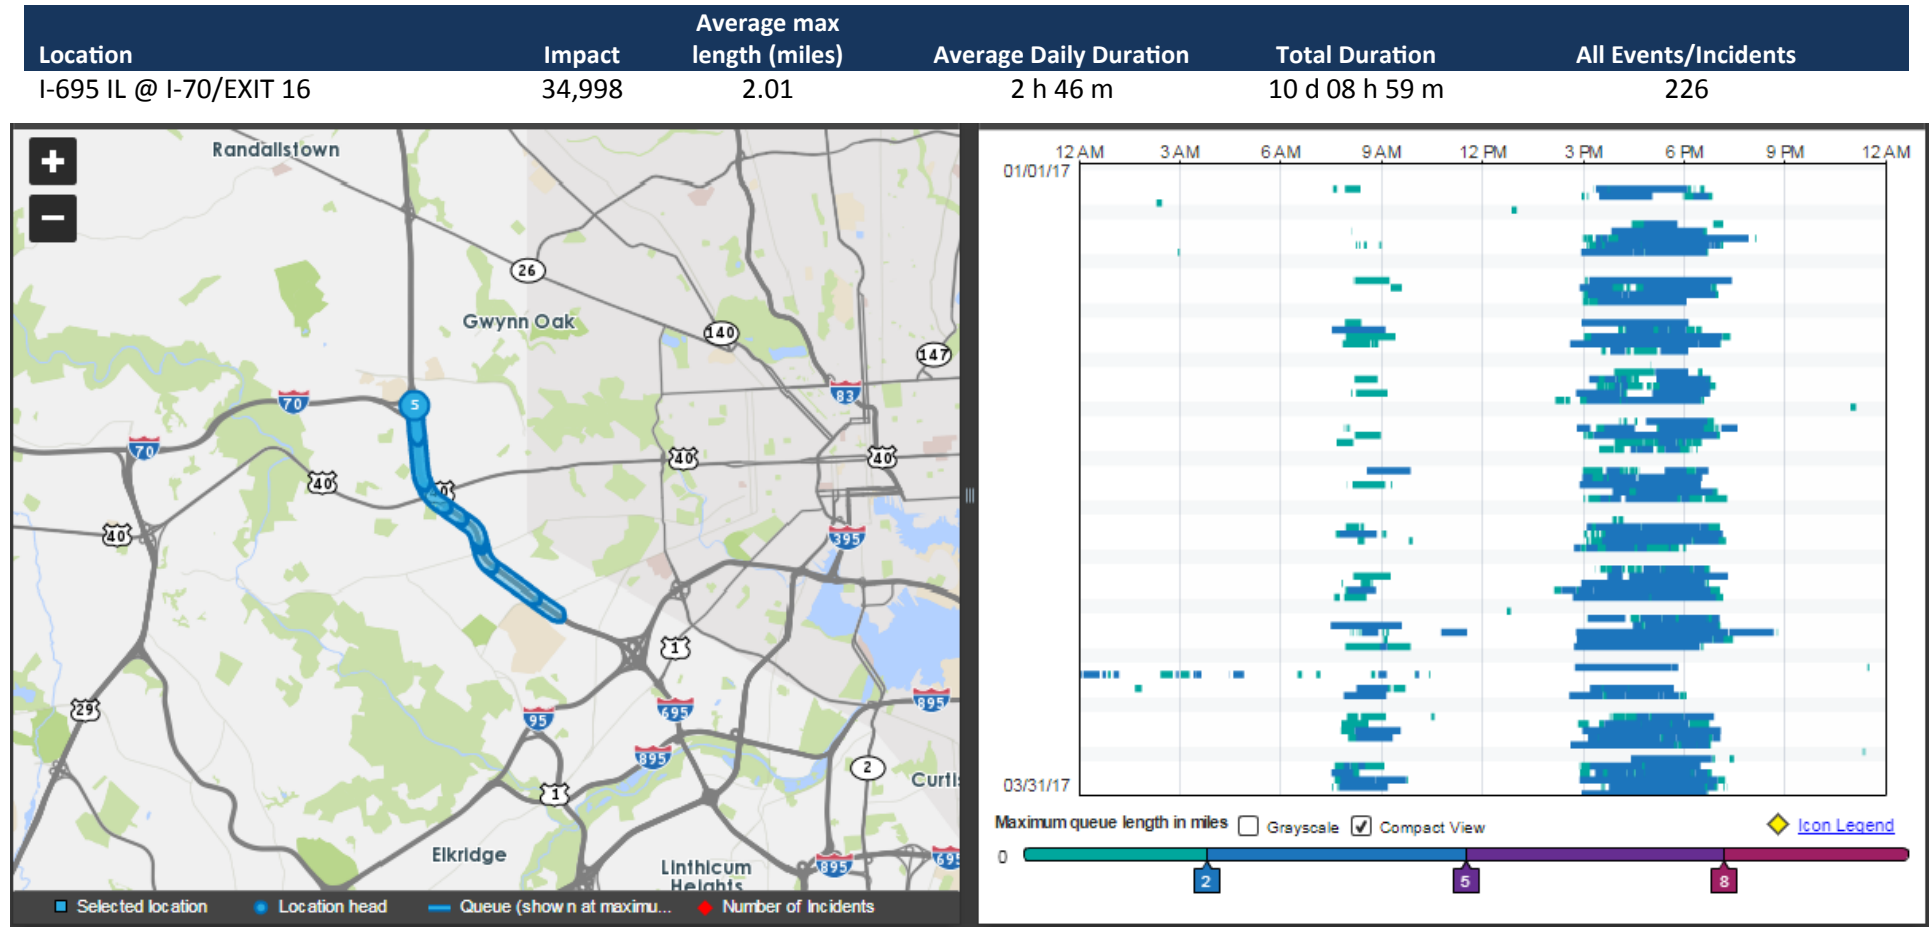 Location Impact Average max length (miles) Average Daily Duration Total Duration All Events/Incidents
I-695 IL @ I-70/EXIT 16 34,998 2.01 2 h 46 m 10 d 08 h 59 m 226
+
−
Randallstown
26
Gwynn Oak
140
147
70
5
83
70
40
40
40
40
40
395
1
29
95
695
895
895
2
1
Curti
Elkridge
Linthicum
Heights
895
695
Selected location Location head Queue (shown at maximu... Number of Incidents
12 AM 3 AM 6 AM 9 AM 12 PM 3 PM 6 PM 9 PM 12 AM
01/01/17
03/31/17
Maximum queue length in miles Grayscale Compact View Icon Legend
0
2 5 8